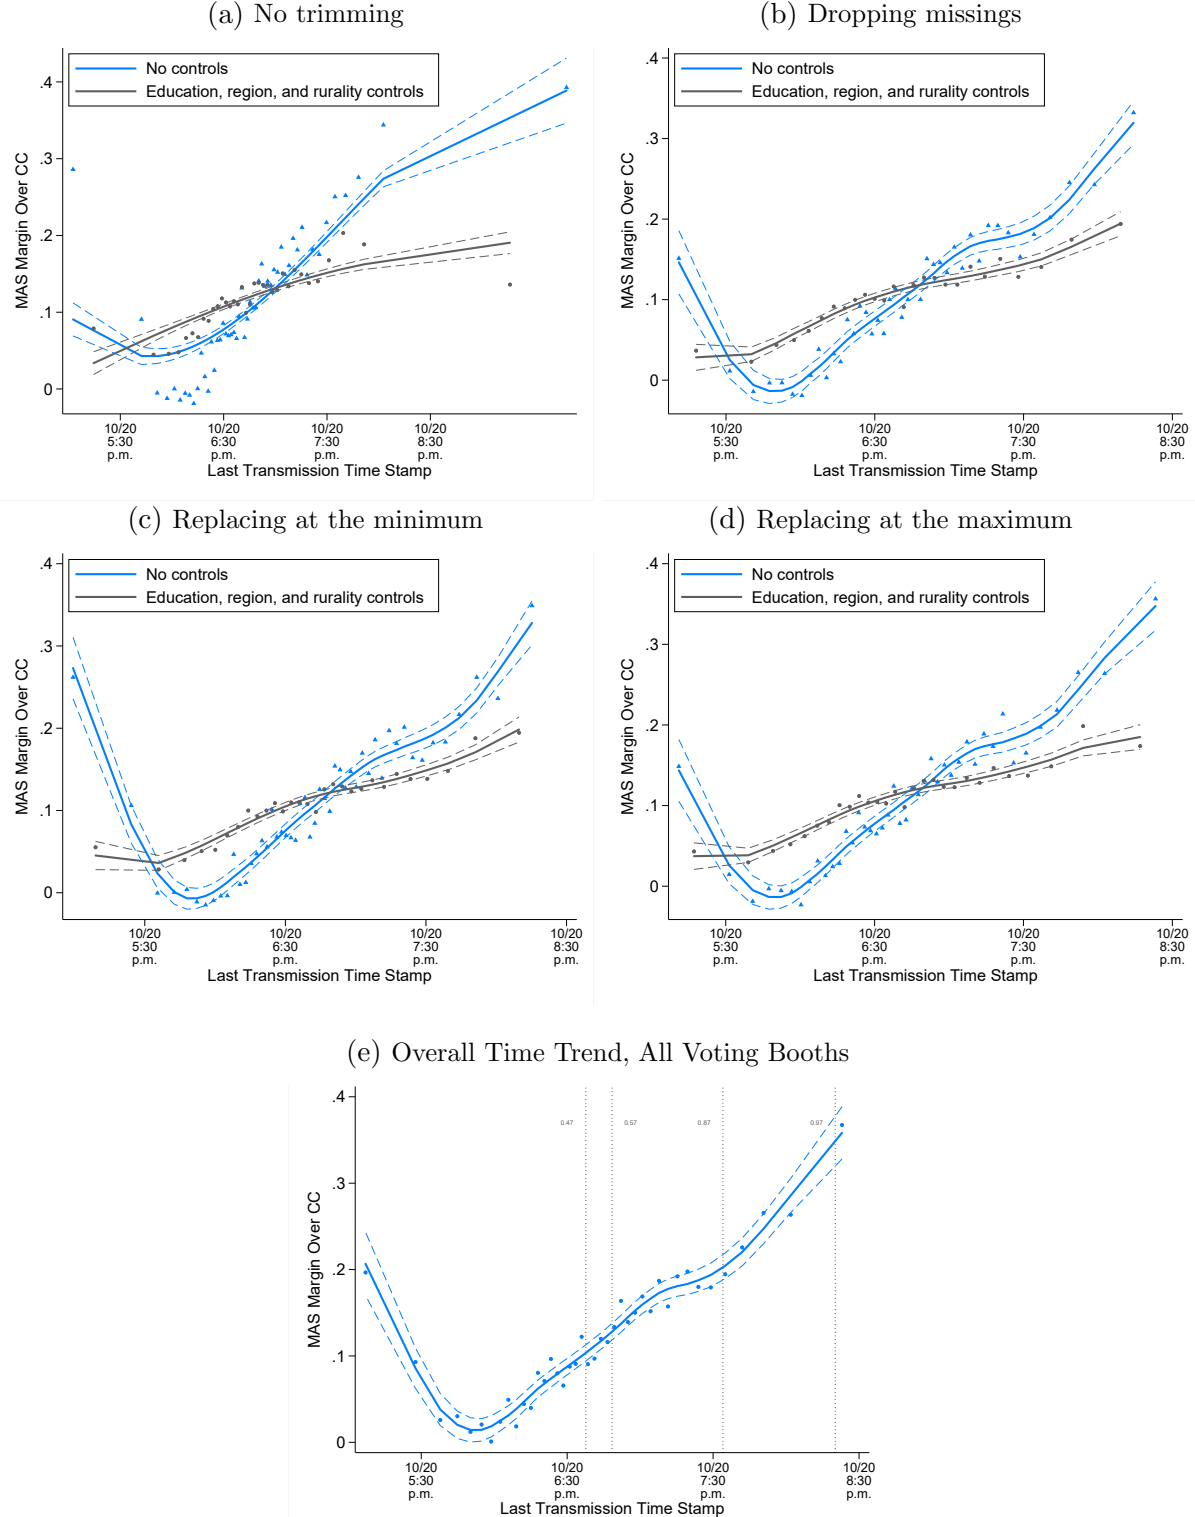 (a) No trimming
No controls
Education, region, and rurality controls
MAS Margin Over CC
.4
.3
.2
.1
0
10/20 5:30 p.m.
10/20 6:30 p.m.
10/20 7:30 p.m.
10/20 8:30 p.m.
Last Transmission Time Stamp
(b) Dropping missings
No controls
Education, region, and rurality controls
MAS Margin Over CC
.4
.3
.2
.1
0
10/20 5:30 p.m.
10/20 6:30 p.m.
10/20 7:30 p.m.
10/20 8:30 p.m.
Last Transmission Time Stamp
(c) Replacing at the minimum
No controls
Education, region, and rurality controls
MAS Margin Over CC
.4
.3
.2
.1
0
10/20 5:30 p.m.
10/20 6:30 p.m.
10/20 7:30 p.m.
10/20 8:30 p.m.
Last Transmission Time Stamp
(d) Replacing at the maximum
No controls
Education, region, and rurality controls
MAS Margin Over CC
.4
.3
.2
.1
0
10/20 5:30 p.m.
10/20 6:30 p.m.
10/20 7:30 p.m.
10/20 8:30 p.m.
Last Transmission Time Stamp
(e) Overall Time Trend, All Voting Booths
MAS Margin Over CC
.4
.3
.2
.1
0
0.47
0.57
0.87
0.97
10/20 5:30 p.m.
10/20 6:30 p.m.
10/20 7:30 p.m.
10/20 8:30 p.m.
Last Transmission Time Stamp